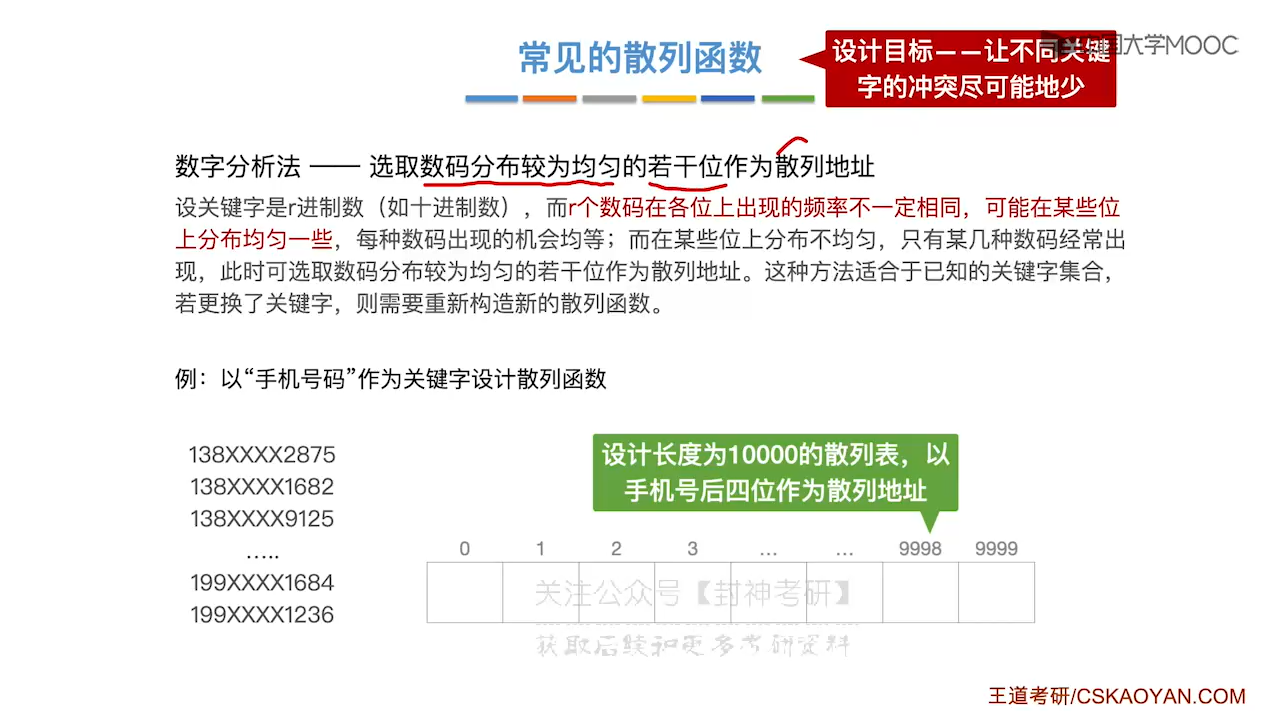 常见的散列函数
设计目标——让不同关键
字的冲突尽可能地少
中国大学MOOC
数字分析法 —— 选取数码分布较为均匀的若干位作为散列地址
设关键字是r进制数（如十进制数），而r个数码在各位上出现的频率不一定相同，可能在某些位
上分布均匀一些，每种数码出现的机会均等；而在某些位上分布不均匀，只有某几种数码经常出
现，此时可选取数码分布较为均匀的若干位作为散列地址。这种方法适合于已知的关键字集合，
若更换了关键字，则需要重新构造新的散列函数。
例：以“手机号码”作为关键字设计散列函数
138XXXX2875
138XXXX1682
138XXXX9125
…..
199XXXX1684
199XXXX1236
设计长度为10000的散列表，以
手机号后四位作为散列地址
0 1 2 3 … … 9998 9999
关注公众号【封神考研】
获取后续和更多考研资料
王道考研/CSKAOYAN.COM